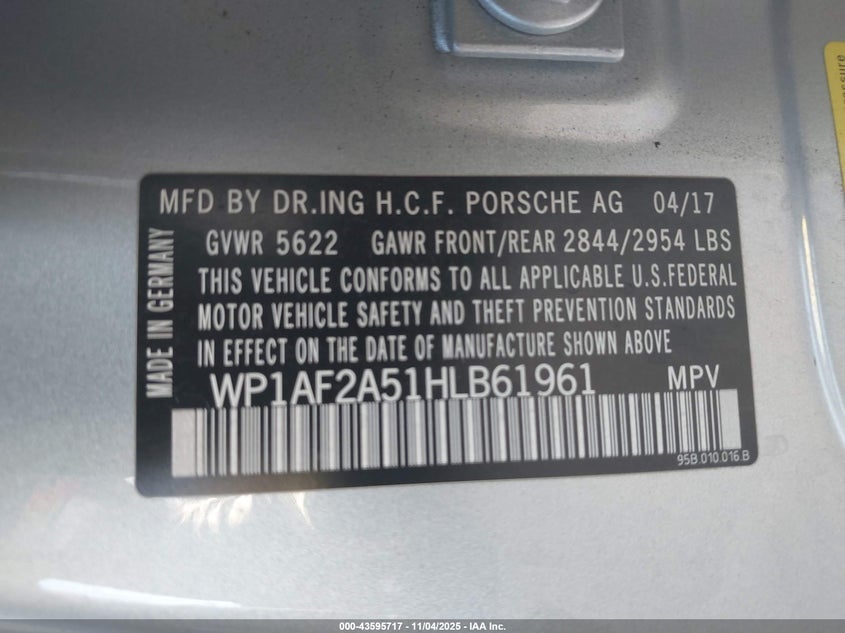 MFD BY DR.ING H.C.F. PORSCHE AG 04/17
GVWR 5622 GAWR FRONT/REAR 2844/2954 LBS
THIS VEHICLE CONFORMS TO ALL APPLICABLE U.S.FEDERAL
MOTOR VEHICLE SAFETY AND THEFT PREVENTION STANDARDS
IN EFFECT ON THE DATE OF MANUFACTURE SHOWN ABOVE
WP1AF2A51HLB61961 MPV
95B.010.016.B
MADE IN GERMANY
000-43595717 - 11/04/2025 - IAA Inc.